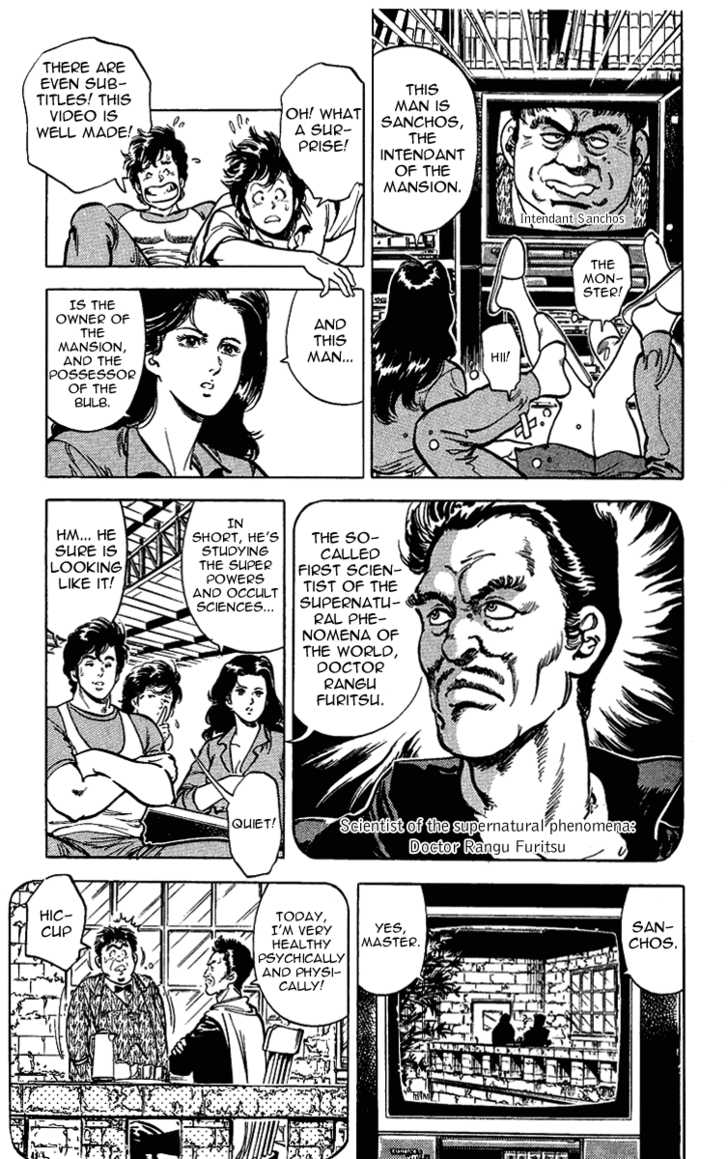 THIS
MAN IS
SANCHOS,
THE
INTENDANT
OF THE
MANSION.
Intendant Sanchos
THE
MON-
STER!
HII!
OH! WHAT
A SUR-
PRISE!
THERE ARE
EVEN SUB-
TITLES! THIS
VIDEO IS
WELL MADE!
AND
THIS
MAN...
IS THE
OWNER OF
THE
MANSION,
AND THE
POSSESSOR
OF THE
BULB.
THE SO-
CALLED
FIRST SCIEN-
TIST OF THE
SUPERNATU-
RAL PHE-
NOMENA OF
THE WORLD,
DOCTOR
RANGU
FURITSU.
Scientist of the supernatural phenomena:
Doctor Rangu Furitsu
IN
SHORT, HE'S
STUDYING
THE SUPER
POWERS
AND OCCULT
SCIENCES...
HM... HE
SURE IS
LOOKING
LIKE IT!
QUIET!
SAN-
CHOS.
YES,
MASTER.
TODAY,
I'M VERY
HEALTHY
PSYCHICALLY
AND PHYSI-
CALLY!
HIC-
CUP